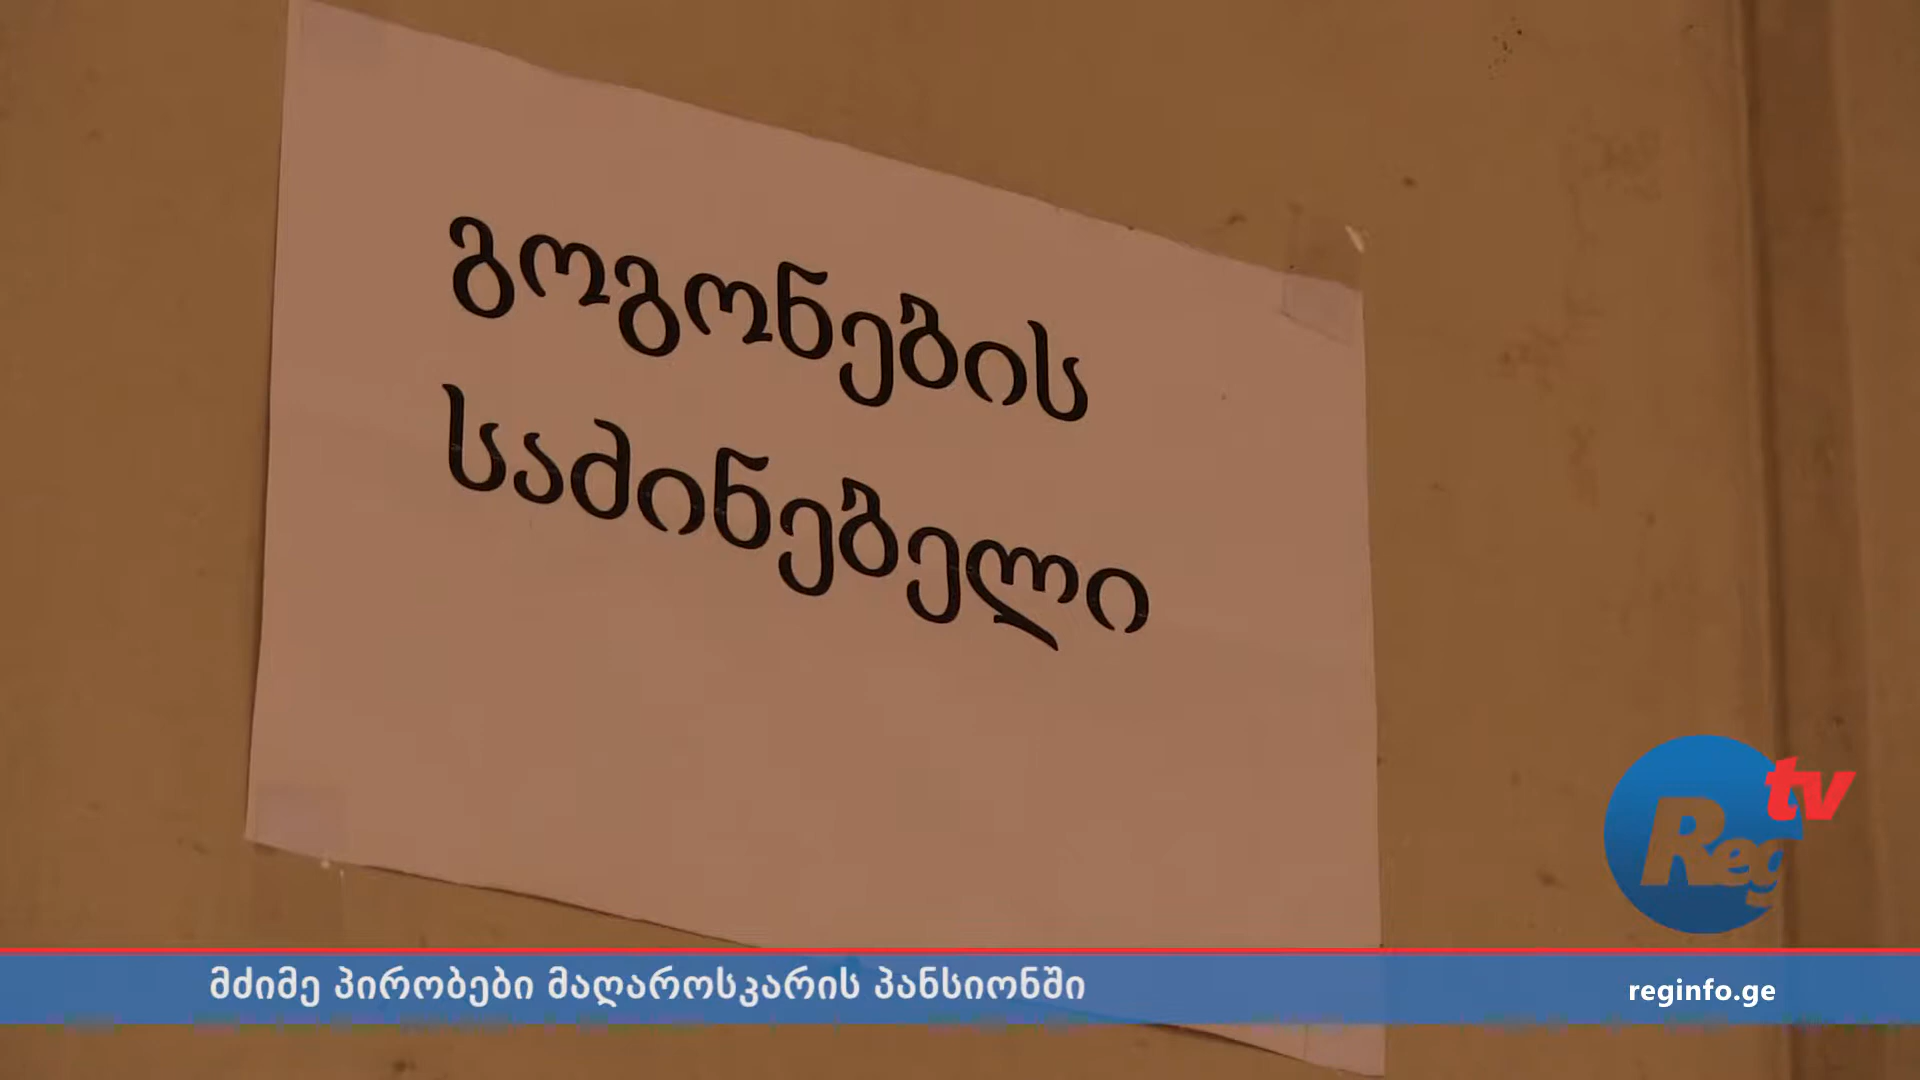 გოგონების
საძინებელი
tv
Reg
მძიმე პირობები მაღაროსკარის პანსიონში
reginfo.ge